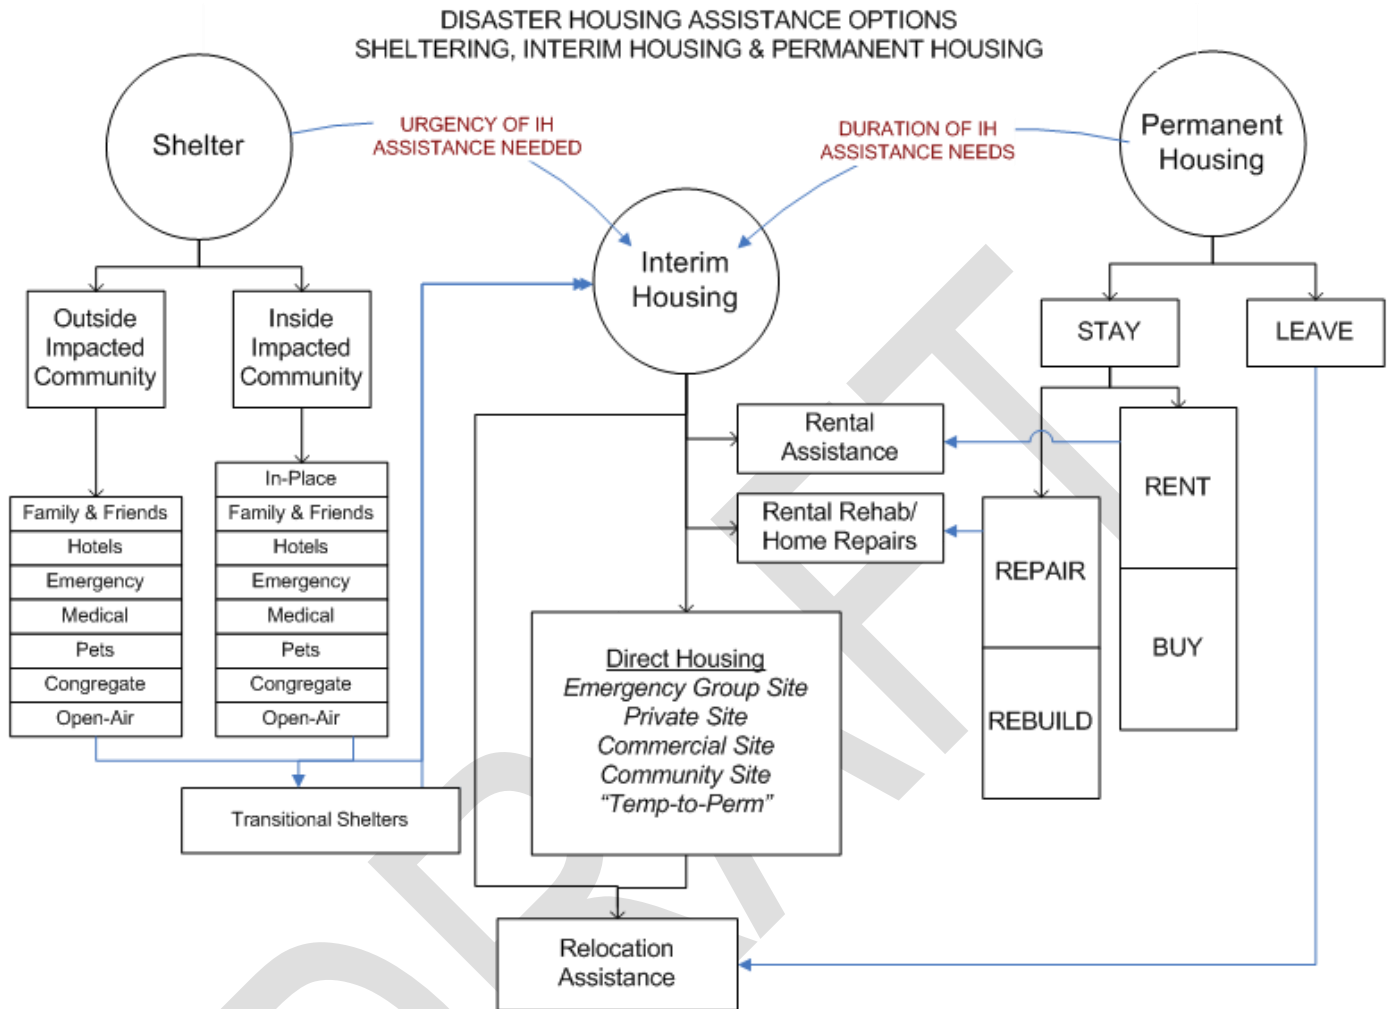 DISASTER HOUSING ASSISTANCE OPTIONS
SHELTERING, INTERIM HOUSING & PERMANENT HOUSING
Shelter
URGENCY OF IH
ASSISTANCE NEEDED
DURATION OF IH
ASSISTANCE NEEDS
Permanent
Housing
Interim
Housing
Outside
Impacted
Community
Inside
Impacted
Community
STAY
LEAVE
Family & Friends
Hotels
Emergency
Medical
Pets
Congregate
Open-Air
In-Place
Family & Friends
Hotels
Emergency
Medical
Pets
Congregate
Open-Air
Transitional Shelters
Rental
Assistance
Rental Rehab/
Home Repairs
Direct Housing
Emergency Group Site
Private Site
Commercial Site
Community Site
“Temp-to-Perm”
Relocation
Assistance
REPAIR
REBUILD
RENT
BUY
DRAFT